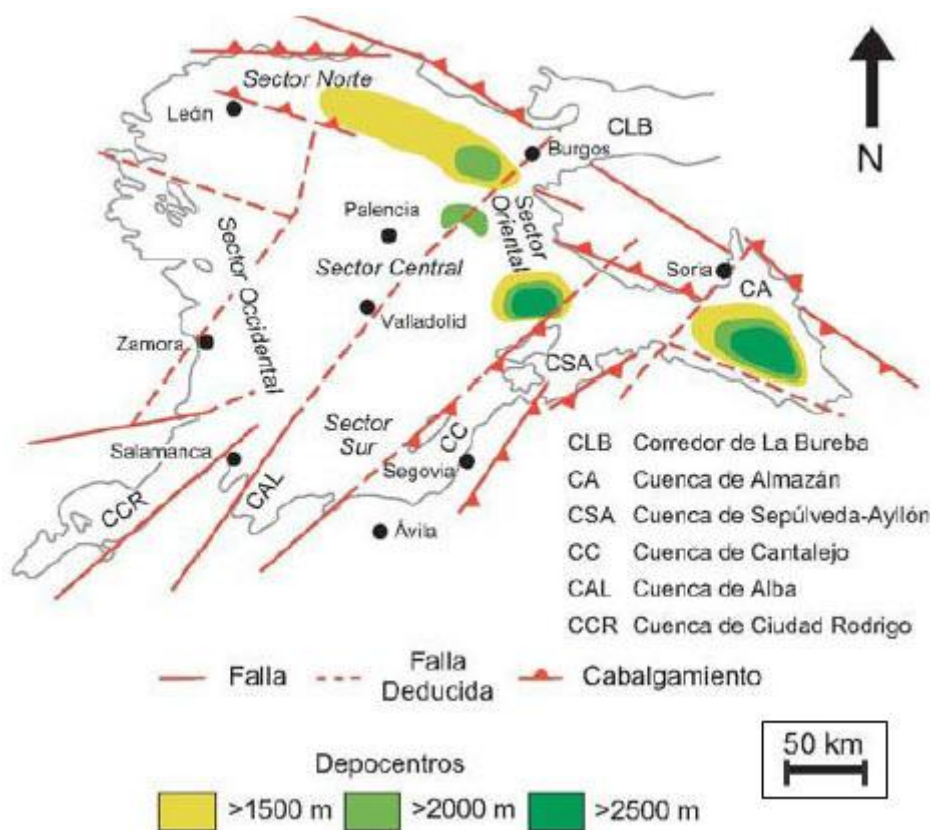 Sector Norte
León
CLB
Burgos
N
Palencia
Sector Oriental
Sector Central
Soria
CA
Sector Occidental
Valladolid
Zamora
CSA
Sector
Sur
CC
Salamanca
Segovia
CAL
CCR
Ávila
CLB Corredor de La Bureba
CA Cuenca de Almazán
CSA Cuenca de Sepúlveda-Ayllón
CC Cuenca de Cantalejo
CAL Cuenca de Alba
CCR Cuenca de Ciudad Rodrigo
Falla
Falla
Deducida
Cabalgamiento
50 km
Depocentros
>1500 m >2000 m >2500 m